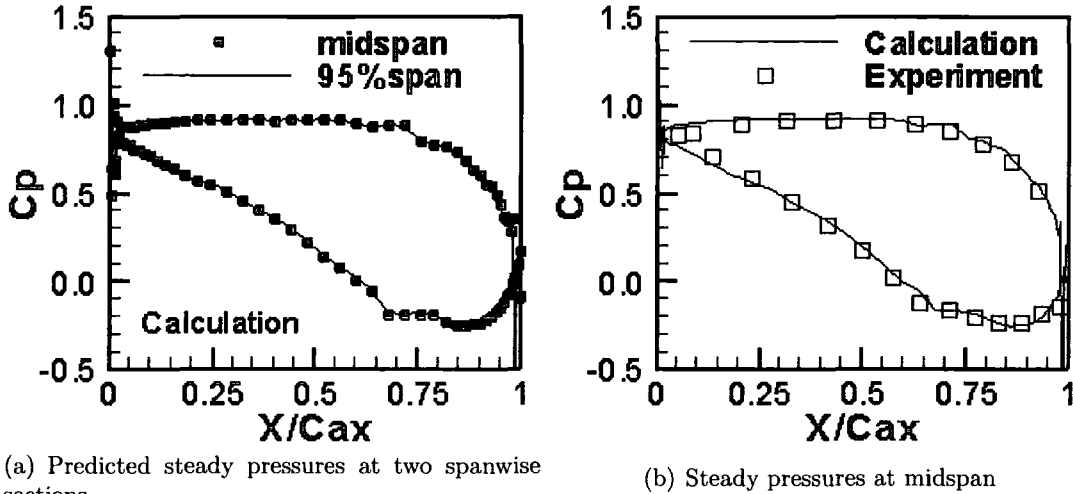 1.5
1.0
0.5
0.0
-0.5
Cp
midspan
95%span
Calculation
0 0.25 0.5 0.75 1
X/Cax
(a) Predicted steady pressures at two spanwise
sections
1.5
1.0
0.5
0.0
-0.5
Cp
Calculation
Experiment
0 0.25 0.5 0.75 1
X/Cax
(b) Steady pressures at midspan